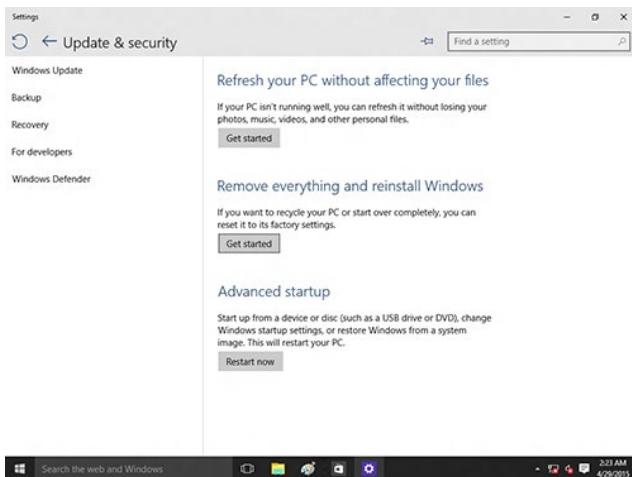 Settings
Update & security
Find a setting
Windows Update
Backup
Recovery
For developers
Windows Defender
Refresh your PC without affecting your files
If your PC isn't running well, you can refresh it without losing your
photos, music, videos, and other personal files.
Get started
Remove everything and reinstall Windows
If you want to recycle your PC or start over completely, you can
reset it to its factory settings.
Get started
Advanced startup
Start up from a device or disc (such as a USB drive or DVD), change
Windows startup settings, or restore Windows from a system
image. This will restart your PC.
Restart now
Search the web and Windows
2:23 AM
4/29/2015